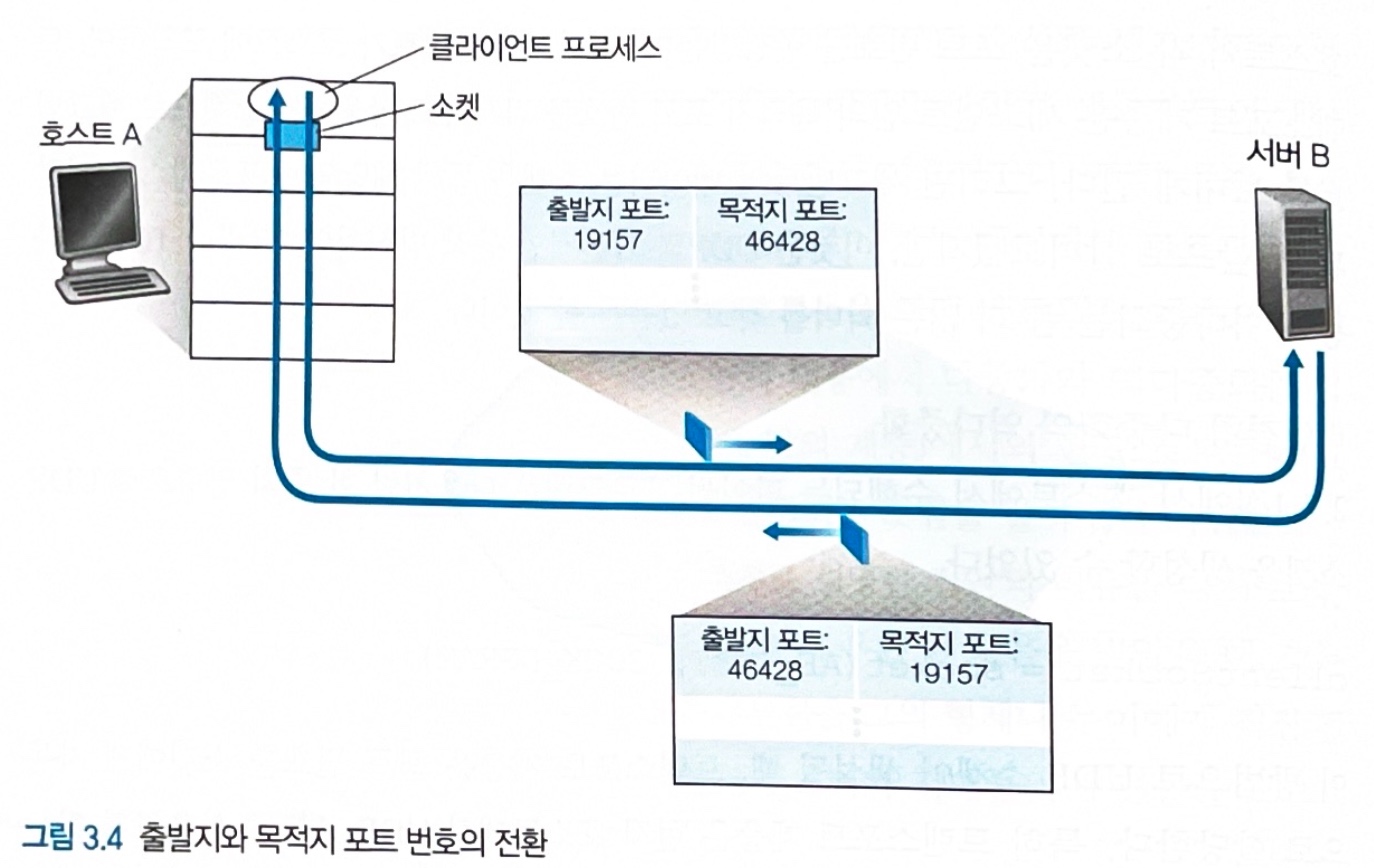 클라이언트 프로세스
소켓
호스트 A
서버 B
출발지 포트:
19157
목적지 포트:
46428
출발지 포트:
46428
목적지 포트:
19157
그림 3.4 출발지와 목적지 포트 번호의 전환